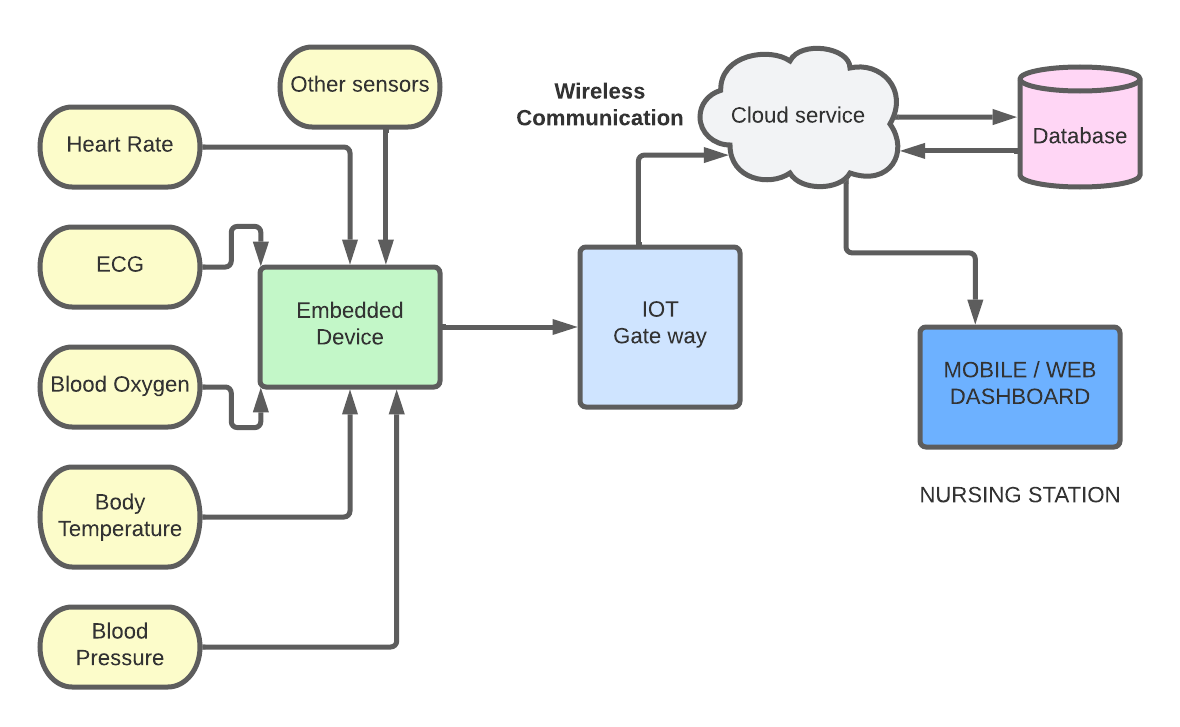 Other sensors
Wireless
Communication
Cloud service
Database
Heart Rate
ECG
Embedded
Device
IOT
Gate way
Blood Oxygen
MOBILE / WEB
DASHBOARD
NURSING STATION
Body
Temperature
Blood
Pressure